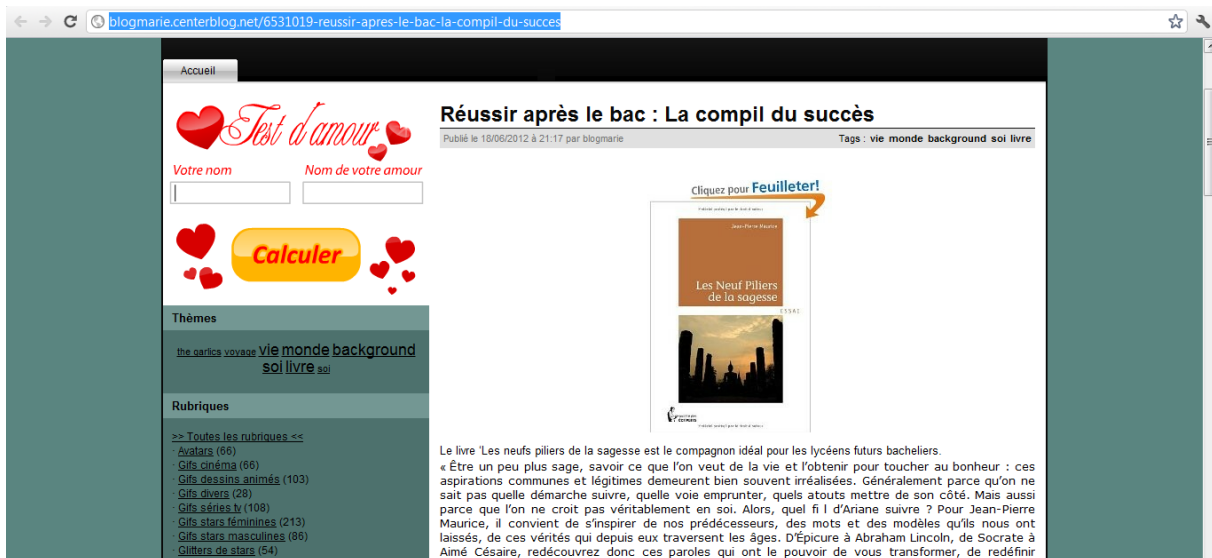 blogmarie.centerblog.net/6531019-reussir-apres-le-bac-la-compil-du-succes
Accueil
Test d'amour
Votre nom
Nom de votre amour
Calculer
Thèmes
the garlics voyage vie monde background
soi livre soi
Rubriques
>> Toutes les rubriques <<
· Avatars (66)
· Gifs cinéma (66)
· Gifs dessins animés (103)
· Gifs divers (28)
· Gifs séries tv (108)
· Gifs stars féminines (213)
· Gifs stars masculines (86)
· Glitters de stars (54)
Réussir après le bac : La compil du succès
Publié le 18/06/2012 à 21:17 par blogmarie
Tags : vie monde background soi livre
Cliquez pour Feuilleter!
Jean-Pierre Maurice
Les Neuf Piliers
de la sagesse
ESSAI
Le livre 'Les neufs piliers de la sagesse est le compagnon idéal pour les lycéens futurs bacheliers.
« Être un peu plus sage, savoir ce que l'on veut de la vie et l'obtenir pour toucher au bonheur : ces
aspirations communes et légitimes demeurent bien souvent irréalisées. Généralement parce qu'on ne
sait pas quelle démarche suivre, quelle voie emprunter, quels atouts mettre de son côté. Mais aussi
parce que l'on ne croit pas véritablement en soi. Alors, quel fi l d'Ariane suivre ? Pour Jean-Pierre
Maurice, il convient de s'inspirer de nos prédécesseurs, des mots et des modèles qu'ils nous ont
laissés, de ces vérités qui depuis eux traversent les âges. D'Épicure à Abraham Lincoln, de Socrate à
Aimé Césaire, redécouvrez donc ces paroles qui ont le pouvoir de vous transformer, de redéfinir